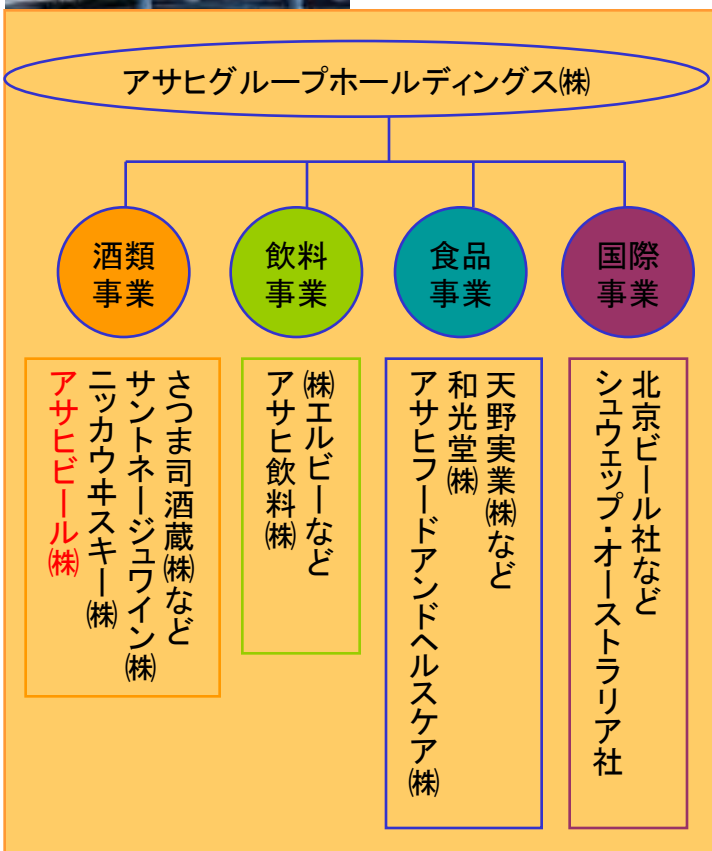 アサヒグループホールディングス㈱
酒類
事業
飲料
事業
食品
事業
国際
事業
さつま司酒蔵㈱など
サントネージュワイン㈱
ニッカウヰスキー㈱
アサヒビール㈱
㈱エルビーなど
アサヒ飲料㈱
天野実業㈱など
和光堂㈱
アサヒフードアンドヘルスケア㈱
北京ビール社など
シュウェップ・オーストラリア社